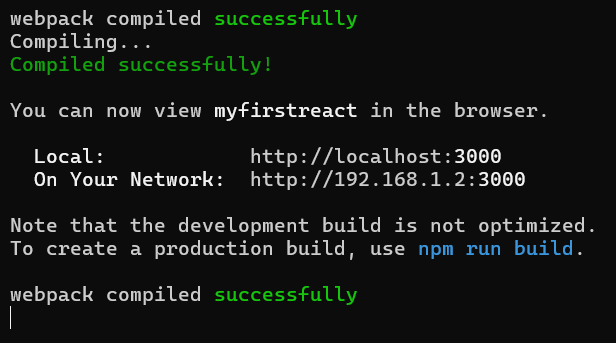 webpack compiled successfully
Compiling...
Compiled successfully!
You can now view myfirstreact in the browser.
Local: http://localhost:3000
On Your Network: http://192.168.1.2:3000
Note that the development build is not optimized.
To create a production build, use npm run build.
webpack compiled successfully